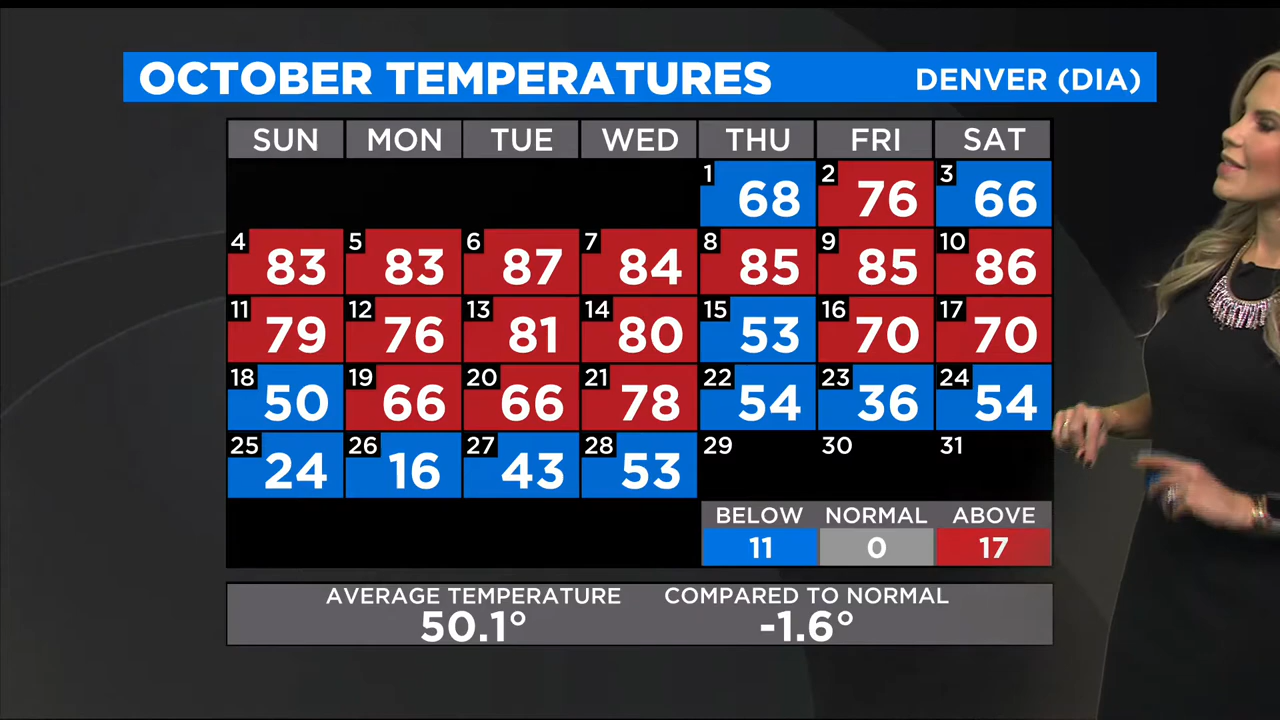 OCTOBER TEMPERATURES DENVER (DIA)
SUN MON TUE WED THU FRI SAT
1 68 2 76 3 66
4 83 5 83 6 87 7 84 8 85 9 85 10 86
11 79 12 76 13 81 14 80 15 53 16 70 17 70
18 50 19 66 20 66 21 78 22 54 23 36 24 54
25 24 26 16 27 43 28 53 29 30 31
BELOW NORMAL ABOVE
11 0 17
AVERAGE TEMPERATURE COMPARED TO NORMAL
50.1° -1.6°